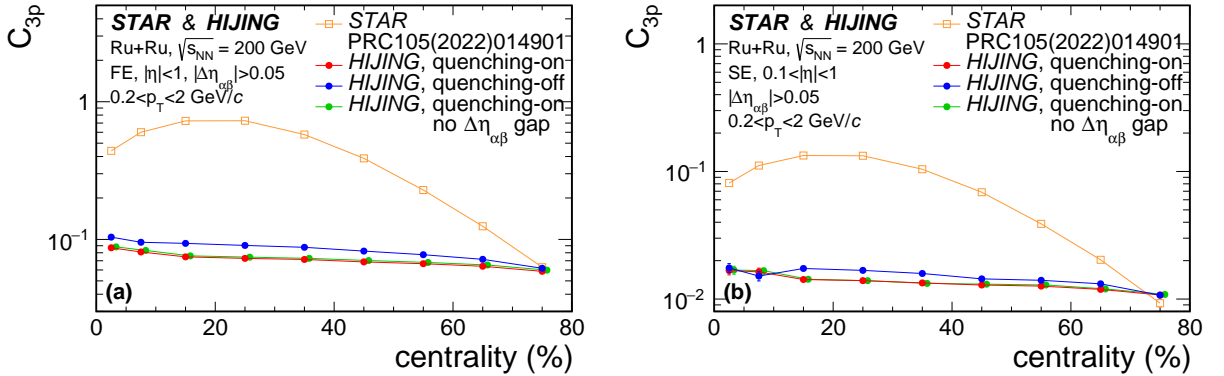 C3p
STAR & HIJING
Ru+Ru, √sNN = 200 GeV
FE, |η|<1, |Δηαβ|>0.05
0.2<pT<2 GeV/c
STAR
PRC105(2022)014901
HIJING, quenching-on
HIJING, quenching-off
HIJING, quenching-on
no Δηαβ gap
1
10−1
(a)
0 20 40 60 80
centrality (%)
C3p
STAR & HIJING
Ru+Ru, √sNN = 200 GeV
SE, 0.1<|η|<1
|Δηαβ|>0.05
0.2<pT<2 GeV/c
STAR
PRC105(2022)014901
HIJING, quenching-on
HIJING, quenching-off
HIJING, quenching-on
no Δηαβ gap
1
10−1
10−2
(b)
0 20 40 60 80
centrality (%)